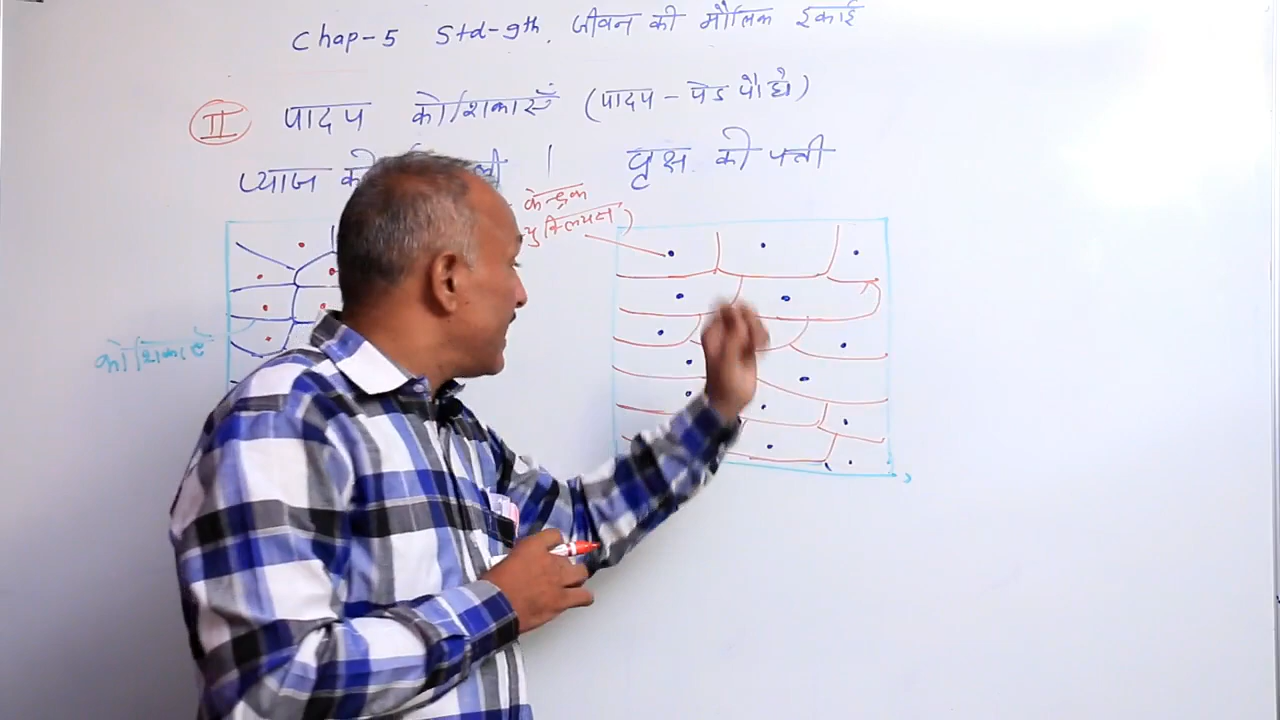 Chap-5 Std-9th. जीवन की मौलिक इकाई
II पादप कोशिकाएँ (पादप - पेड पौधे)
प्याज की ली | वृक्ष की पत्ती
केन्द्रक
क्लियस)
कोशिकाएं